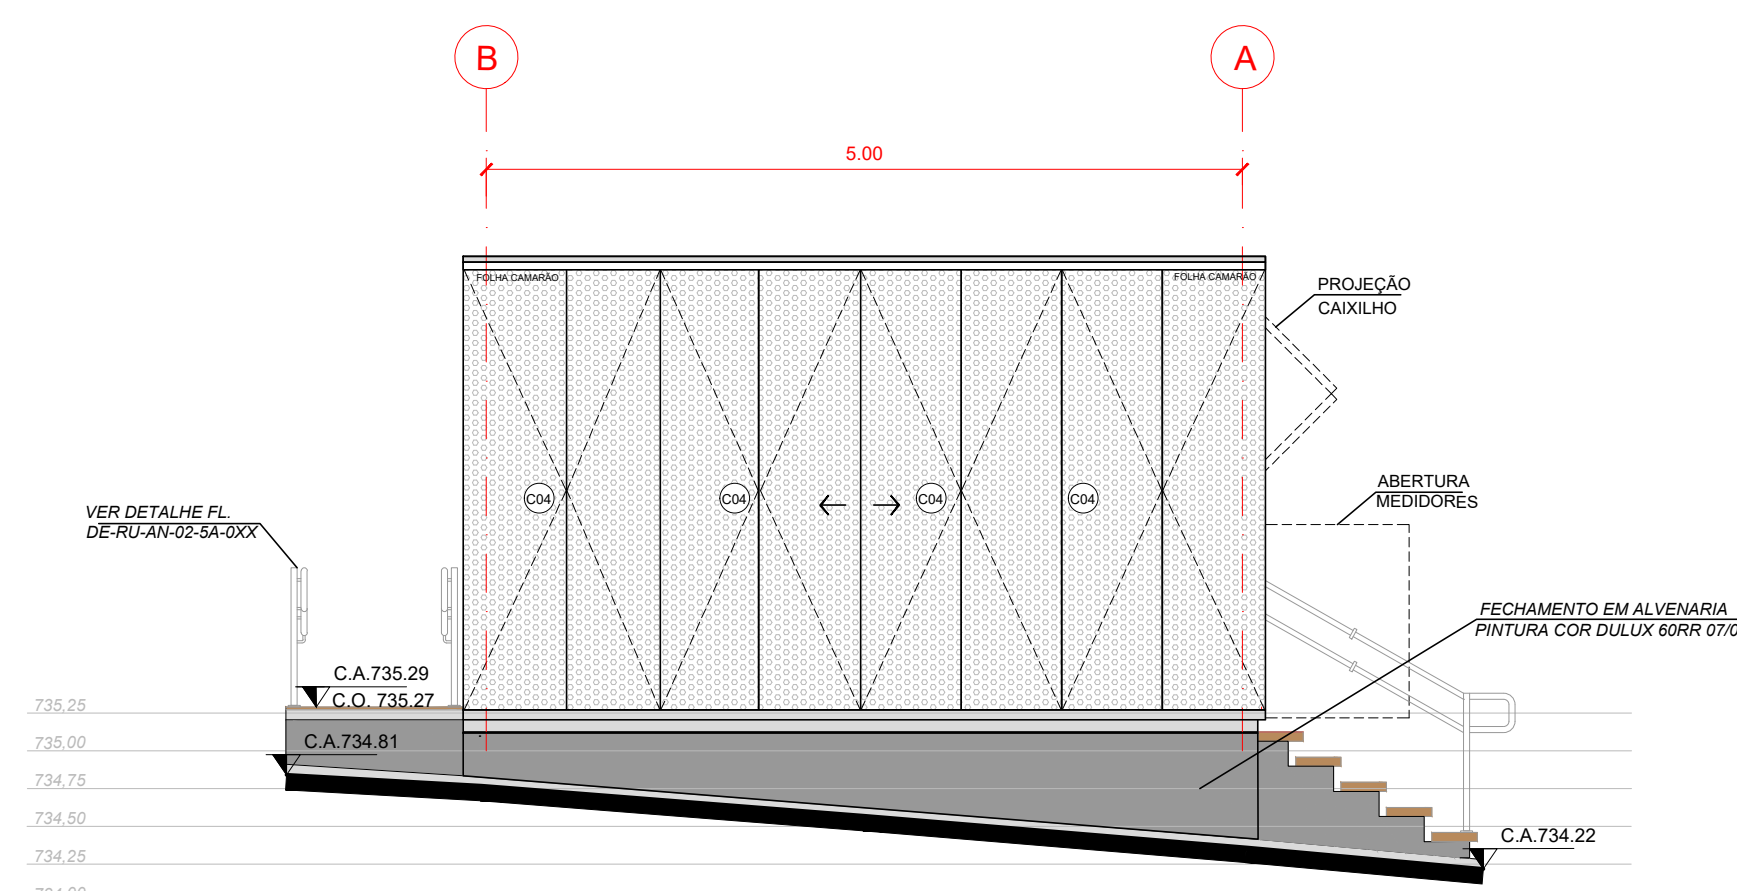 B
A
5.00
FOLHA CAMARÃO
FOLHA CAMARÃO
PROJEÇÃO
CAIXILHO
C04
C04
C04
C04
ABERTURA
MEDIDORES
VER DETALHE FL.
DE-RU-AN-02-5A-0XX
FECHAMENTO EM ALVENARIA
PINTURA COR DULUX 60RR 07/0
C.A.735.29
C.O. 735.27
735,25
C.A.734.81
735,00
734,75
734,50
C.A.734.22
734,25